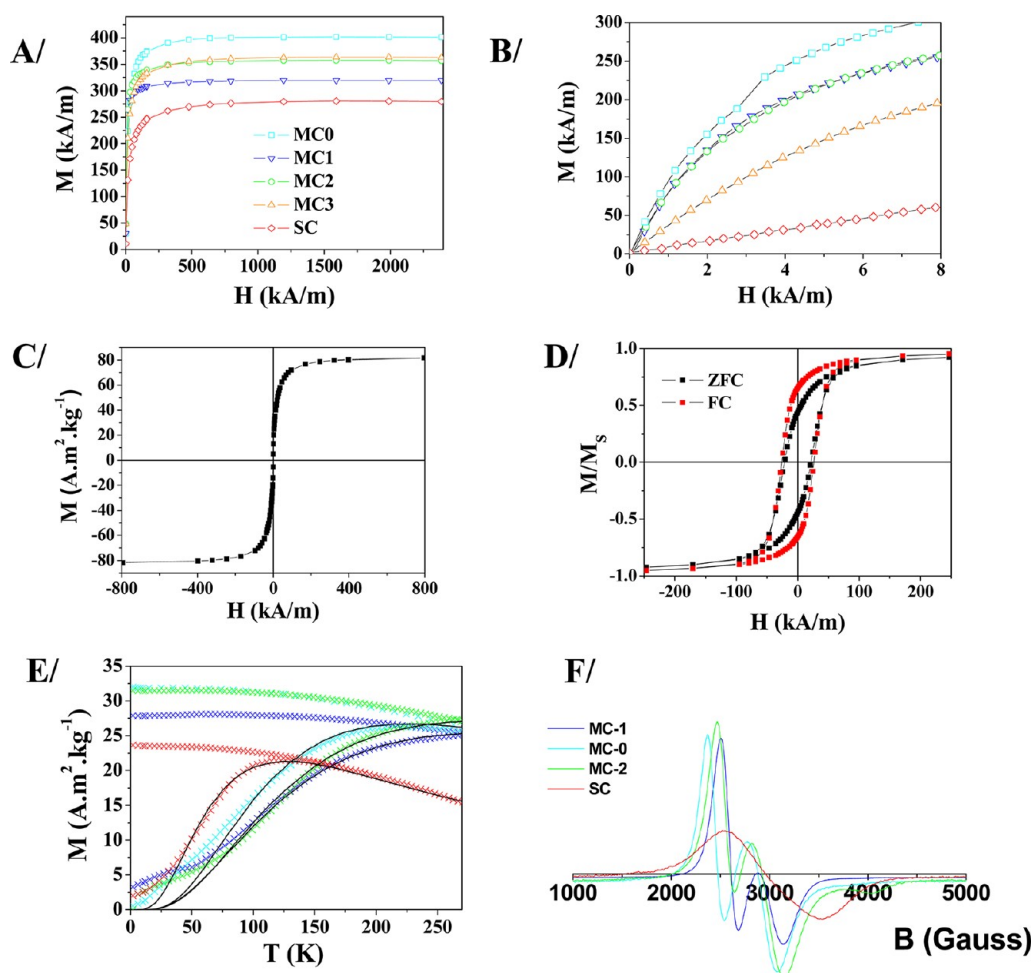 A/
M (kA/m)
400
350
300
250
200
150
100
50
0
MC0
MC1
MC2
MC3
SC
0 500 1000 1500 2000
H (kA/m)
B/
M (kA/m)
300
250
200
150
100
50
0
0 2 4 6 8
H (kA/m)
C/
M (A.m².kg⁻¹)
80
60
40
20
0
-20
-40
-60
-80
-800 -400 0 400 800
H (kA/m)
D/
M/MS
1.0
0.5
0.0
-0.5
-1.0
ZFC
FC
-200 -100 0 100 200
H (kA/m)
E/
M (A.m².kg⁻¹)
35
30
25
20
15
10
5
0
0 50 100 150 200 250
T (K)
F/
MC-1
MC-0
MC-2
SC
1000 2000 3000 4000 5000
B (Gauss)